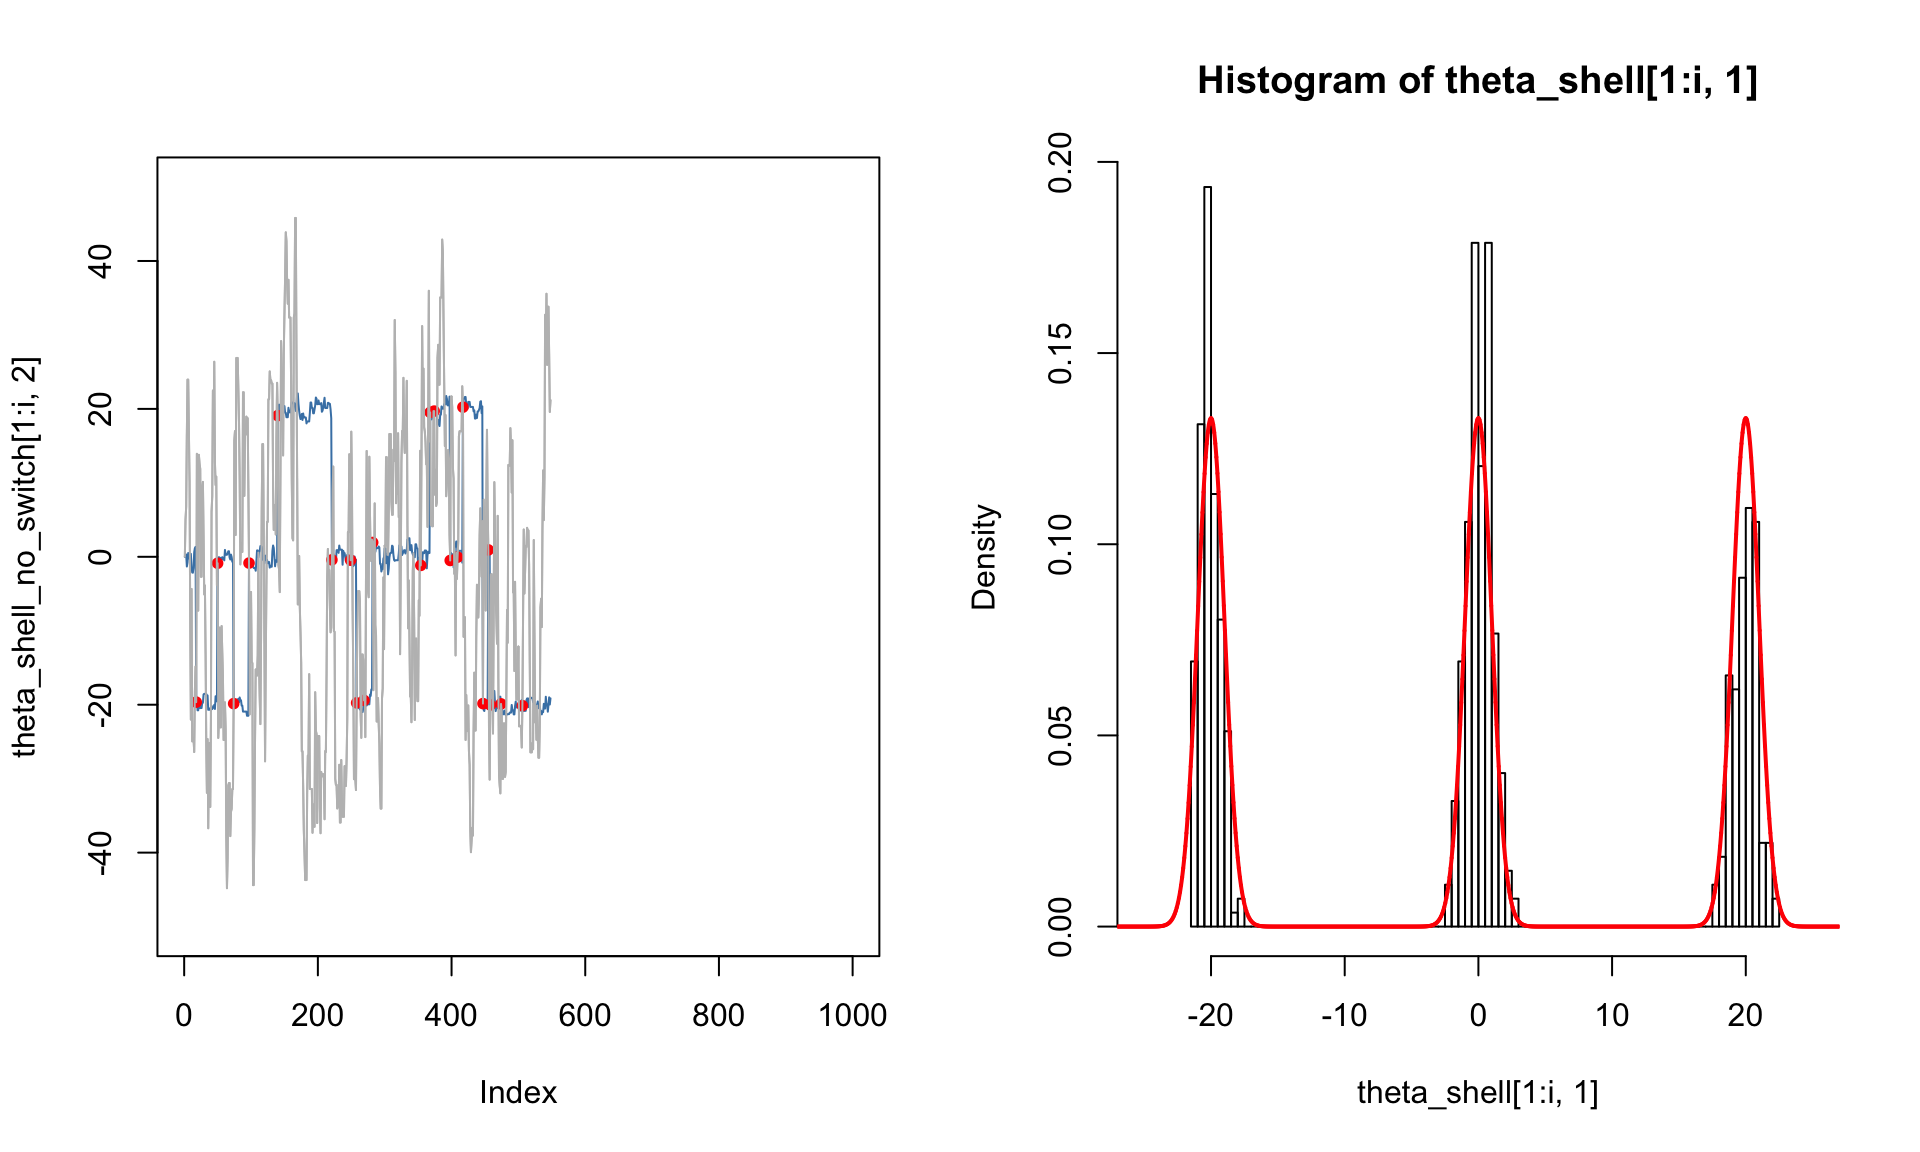 theta_shell_no_switch[1:i, 2]
40
20
0
-20
-40
0 200 400 600 800 1000
Index
Histogram of theta_shell[1:i, 1]
Density
0.20
0.15
0.10
0.05
0.00
-20 -10 0 10 20
theta_shell[1:i, 1]